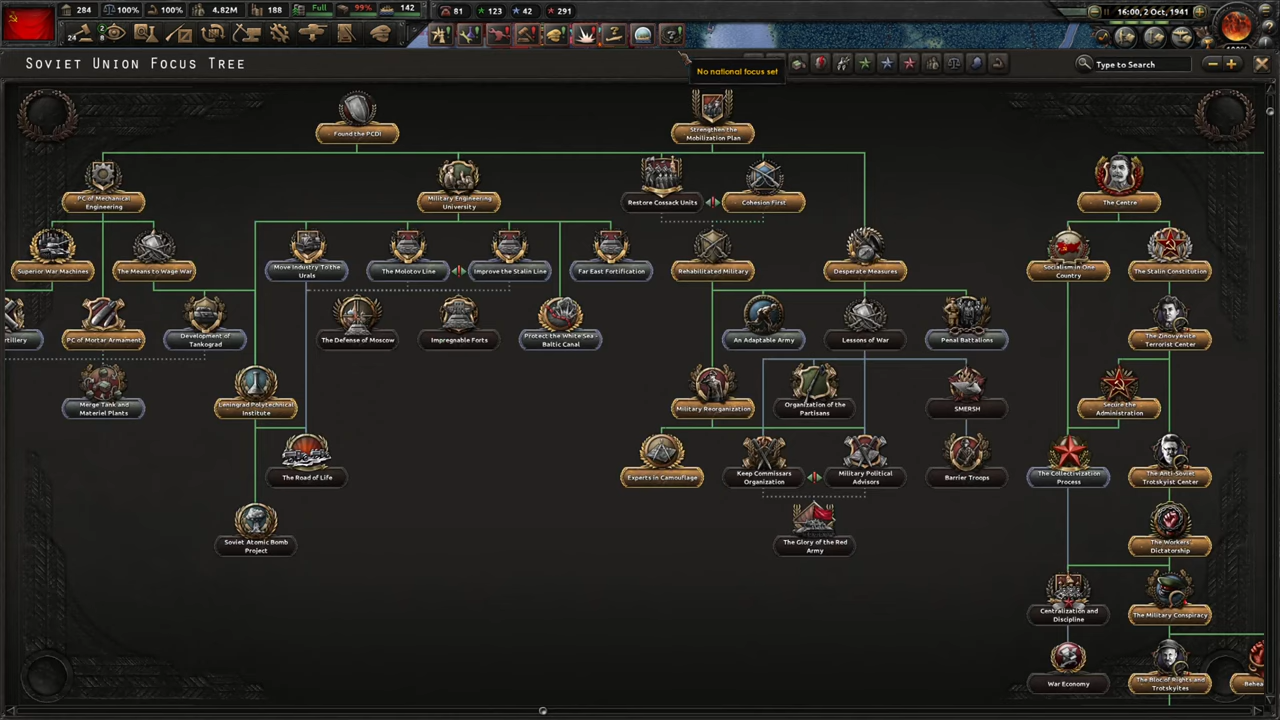 284
100%
100%
4.82M
188
Full
99%
142
81
123
42
291
16:00, 2 Oct, 1941
24
2
8
100%
Soviet Union Focus Tree
No national focus set
Type to Search
Found the PCDI
Strengthen the
Mobilization Plan
PC of Mechanical
Engineering
Military Engineering
University
Restore Cossack Units
Cohesion First
The Centre
Superior War Machines
The Means to Wage War
Move Industry To the
Urals
The Molotov Line
Improve the Stalin Line
Far East Fortification
Rehabilitated Military
Desperate Measures
Socialism in One
Country
The Stalin Constitution
tillery
PC of Mortar Armament
Development of
Tankograd
The Defense of Moscow
Impregnable Forts
Protect the White Sea -
Baltic Canal
An Adaptable Army
Lessons of War
Penal Battalions
The Zinovyevite
Terrorist Center
Merge Tank and
Materiel Plants
Leningrad Polytechnical
Institute
Military Reorganization
Organization of the
Partisans
SMERSH
Secure the
Administration
The Road of Life
Experts in Camouflage
Keep Commissars
Organization
Military Political
Advisors
Barrier Troops
The Collectivization
Process
The Anti-Soviet
Trotskyist Center
Soviet Atomic Bomb
Project
The Glory of the Red
Army
The Workers'
Dictatorship
Centralization and
Discipline
The Military Conspiracy
War Economy
The Bloc of Rights and
Trotskyites
Behea